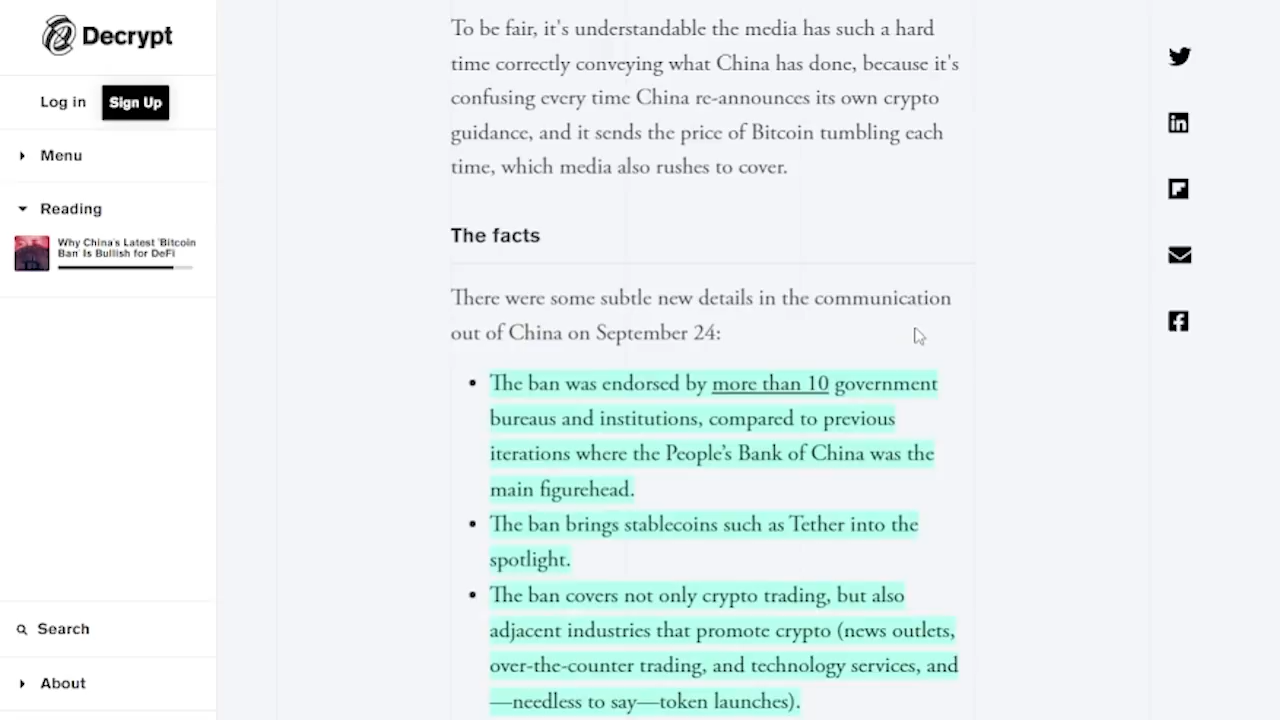 Decrypt
Log in
Sign Up
Menu
Reading
Why China's Latest 'Bitcoin
Ban' Is Bullish for DeFi
Search
About
To be fair, it's understandable the media has such a hard
time correctly conveying what China has done, because it's
confusing every time China re-announces its own crypto
guidance, and it sends the price of Bitcoin tumbling each
time, which media also rushes to cover.
The facts
There were some subtle new details in the communication
out of China on September 24:
The ban was endorsed by more than 10 government
bureaus and institutions, compared to previous
iterations where the People's Bank of China was the
main figurehead.
The ban brings stablecoins such as Tether into the
spotlight.
The ban covers not only crypto trading, but also
adjacent industries that promote crypto (news outlets,
over-the-counter trading, and technology services, and
—needless to say—token launches).